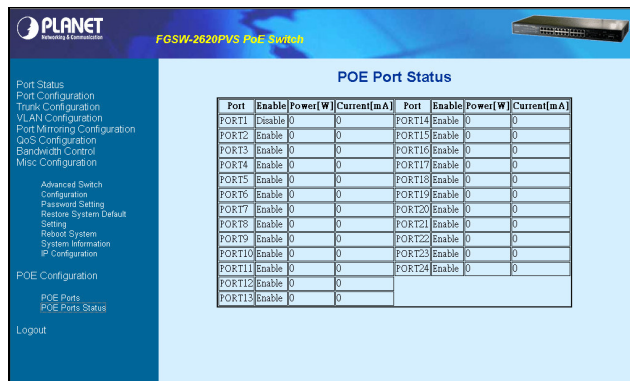 PLANET
Networking & Communication
FGSW-2620PVS PoE Switch
Port Status
Port Configuration
Trunk Configuration
VLAN Configuration
Port Mirroring Configuration
QoS Configuration
Bandwidth Control
Misc Configuration
Advanced Switch
Configuration
Password Setting
Restore System Default
Setting
Reboot System
System Information
IP Configuration
POE Configuration
POE Ports
POE Ports Status
Logout
POE Port Status
Port Enable Power[W] Current[mA] Port Enable Power[W] Current[mA]
PORT1 Disable 0 0 PORT14 Enable 0 0
PORT2 Enable 0 0 PORT15 Enable 0 0
PORT3 Enable 0 0 PORT16 Enable 0 0
PORT4 Enable 0 0 PORT17 Enable 0 0
PORT5 Enable 0 0 PORT18 Enable 0 0
PORT6 Enable 0 0 PORT19 Enable 0 0
PORT7 Enable 0 0 PORT20 Enable 0 0
PORT8 Enable 0 0 PORT21 Enable 0 0
PORT9 Enable 0 0 PORT22 Enable 0 0
PORT10 Enable 0 0 PORT23 Enable 0 0
PORT11 Enable 0 0 PORT24 Enable 0 0
PORT12 Enable 0 0
PORT13 Enable 0 0